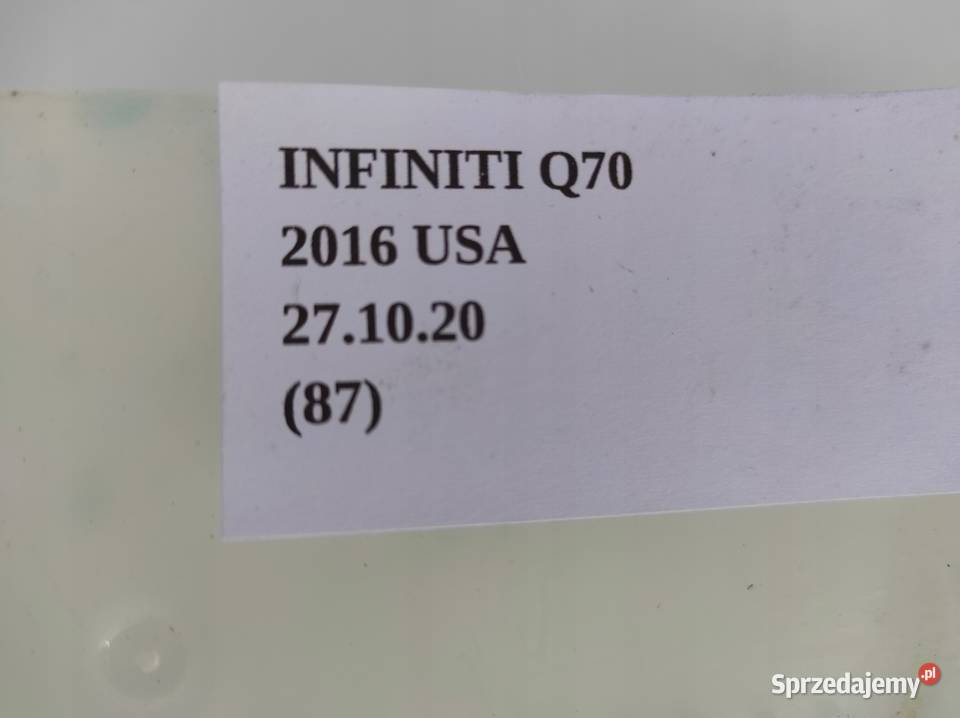 INFINITI Q70
2016 USA
27.10.20
(87)
Sprzedajemy.pl